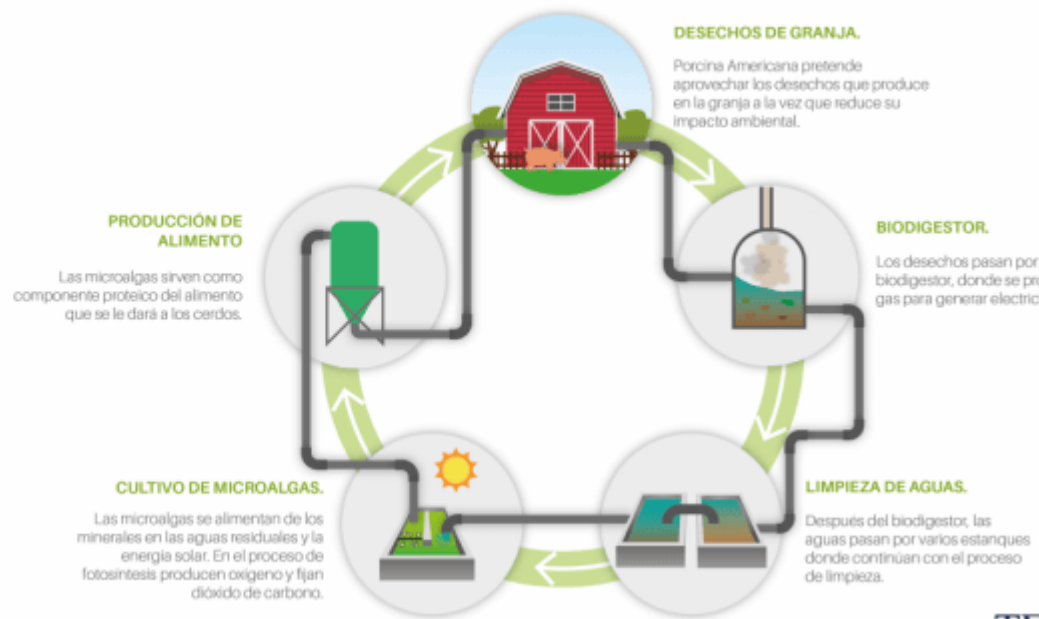 DESECHOS DE GRANJA.
Porcina Americana pretende
aprovechar los desechos que produce
en la granja a la vez que reduce su
impacto ambiental.
BIODIGESTOR.
Los desechos pasan por
biodigestor, donde se pro
gas para generar electric
LIMPIEZA DE AGUAS.
Después del biodigestor, las
aguas pasan por varios estanques
donde continúan con el proceso
de limpieza.
CULTIVO DE MICROALGAS.
Las microalgas se alimentan de los
minerales en las aguas residuales y la
energía solar. En el proceso de
fotosíntesis producen oxígeno y fijan
dióxido de carbono.
PRODUCCIÓN DE
ALIMENTO
Las microalgas sirven como
componente proteico del alimento
que se le dará a los cerdos.